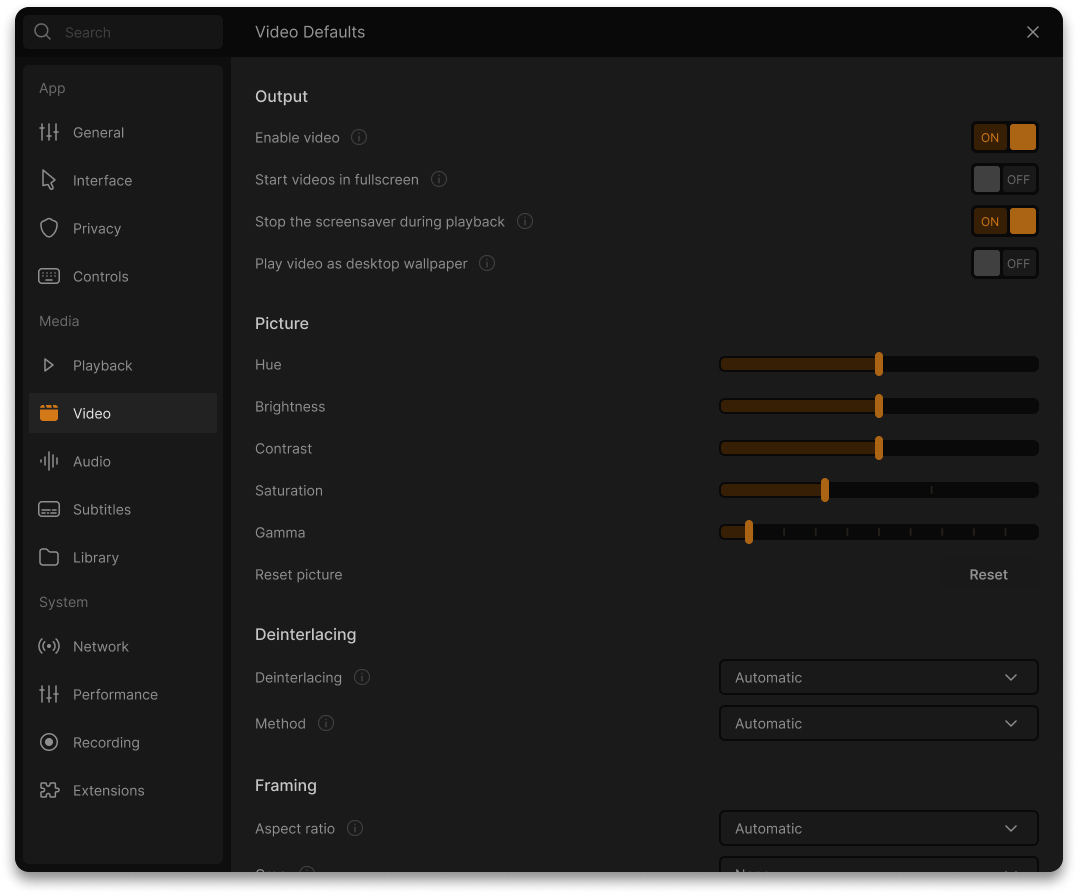 Search
Video Defaults
App
General
Interface
Privacy
Controls
Media
Playback
Video
Audio
Subtitles
Library
System
Network
Performance
Recording
Extensions
Output
Enable video
ON
Start videos in fullscreen
OFF
Stop the screensaver during playback
ON
Play video as desktop wallpaper
OFF
Picture
Hue
Brightness
Contrast
Saturation
Gamma
Reset picture
Reset
Deinterlacing
Deinterlacing
Automatic
Method
Automatic
Framing
Aspect ratio
Automatic